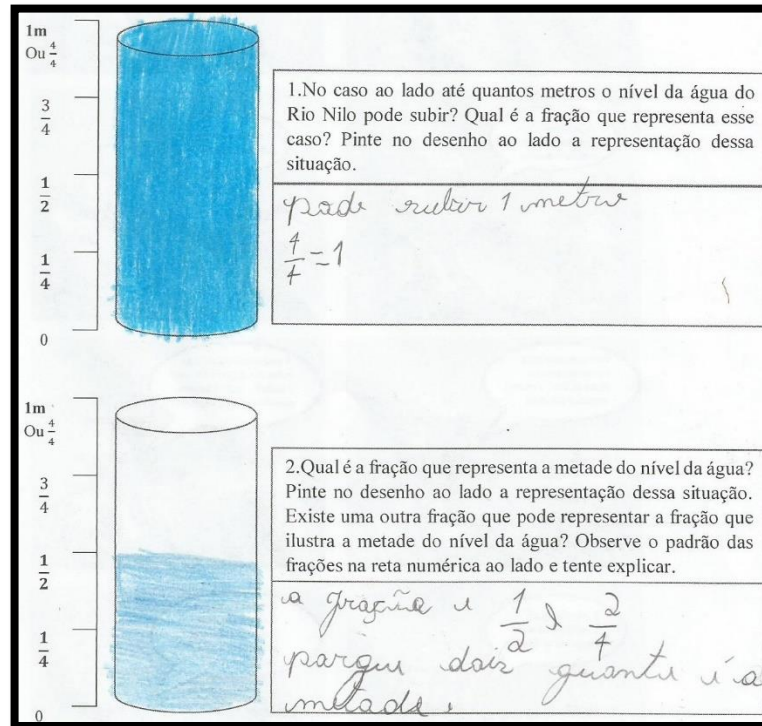 1m
Ou 4/4
3/4
1/2
1/4
0
1.No caso ao lado até quantos metros o nível da água do
Rio Nilo pode subir? Qual é a fração que representa esse
caso? Pinte no desenho ao lado a representação dessa
situação.
pode subir 1 metro
4/4 = 1
1m
Ou 4/4
3/4
1/2
1/4
0
2.Qual é a fração que representa a metade do nível da água?
Pinte no desenho ao lado a representação dessa situação.
Existe uma outra fração que pode representar a fração que
ilustra a metade do nível da água? Observe o padrão das
frações na reta numérica ao lado e tente explicar.
a é 1/2 e 2/4
dois é a
metade.